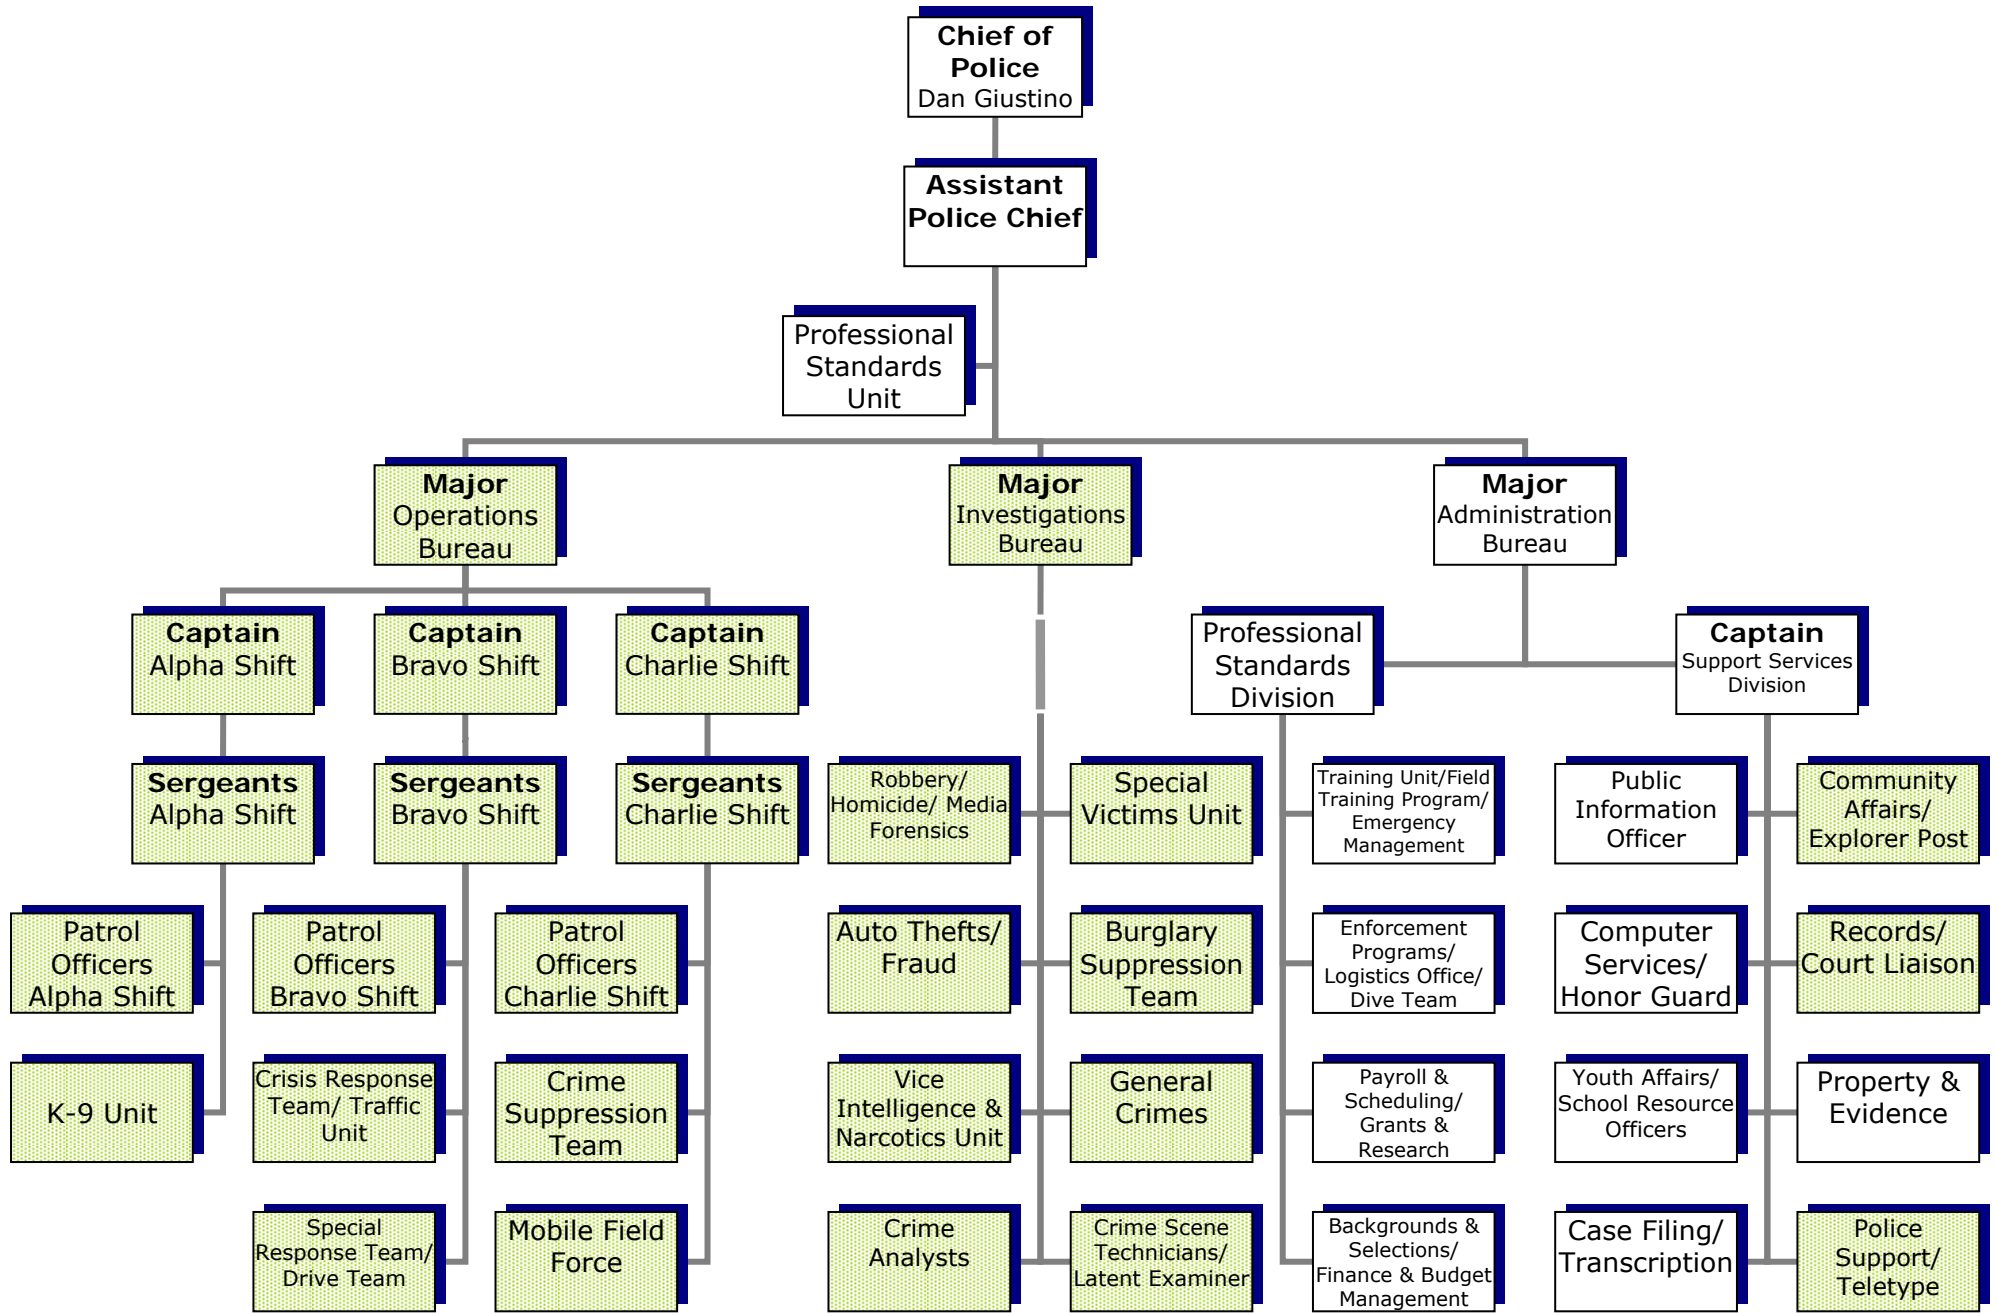 Chief of
Police
Dan Giustino
Assistant
Police Chief
Professional
Standards
Unit
Major
Operations
Bureau
Major
Investigations
Bureau
Major
Administration
Bureau
Captain
Alpha Shift
Captain
Bravo Shift
Captain
Charlie Shift
Professional
Standards
Division
Captain
Support Services
Division
Sergeants
Alpha Shift
Sergeants
Bravo Shift
Sergeants
Charlie Shift
Robbery/
Homicide/ Media
Forensics
Special
Victims Unit
Training Unit/Field
Training Program/
Emergency
Management
Public
Information
Officer
Community
Affairs/
Explorer Post
Patrol
Officers
Alpha Shift
Patrol
Officers
Bravo Shift
Patrol
Officers
Charlie Shift
Auto Thefts/
Fraud
Burglary
Suppression
Team
Enforcement
Programs/
Logistics Office/
Dive Team
Computer
Services/
Honor Guard
Records/
Court Liaison
K-9 Unit
Crisis Response
Team/ Traffic
Unit
Crime
Suppression
Team
Vice
Intelligence &
Narcotics Unit
General
Crimes
Payroll &
Scheduling/
Grants &
Research
Youth Affairs/
School Resource
Officers
Property &
Evidence
Special
Response Team/
Drive Team
Mobile Field
Force
Crime
Analysts
Crime Scene
Technicians/
Latent Examiner
Backgrounds &
Selections/
Finance & Budget
Management
Case Filing/
Transcription
Police
Support/
Teletype